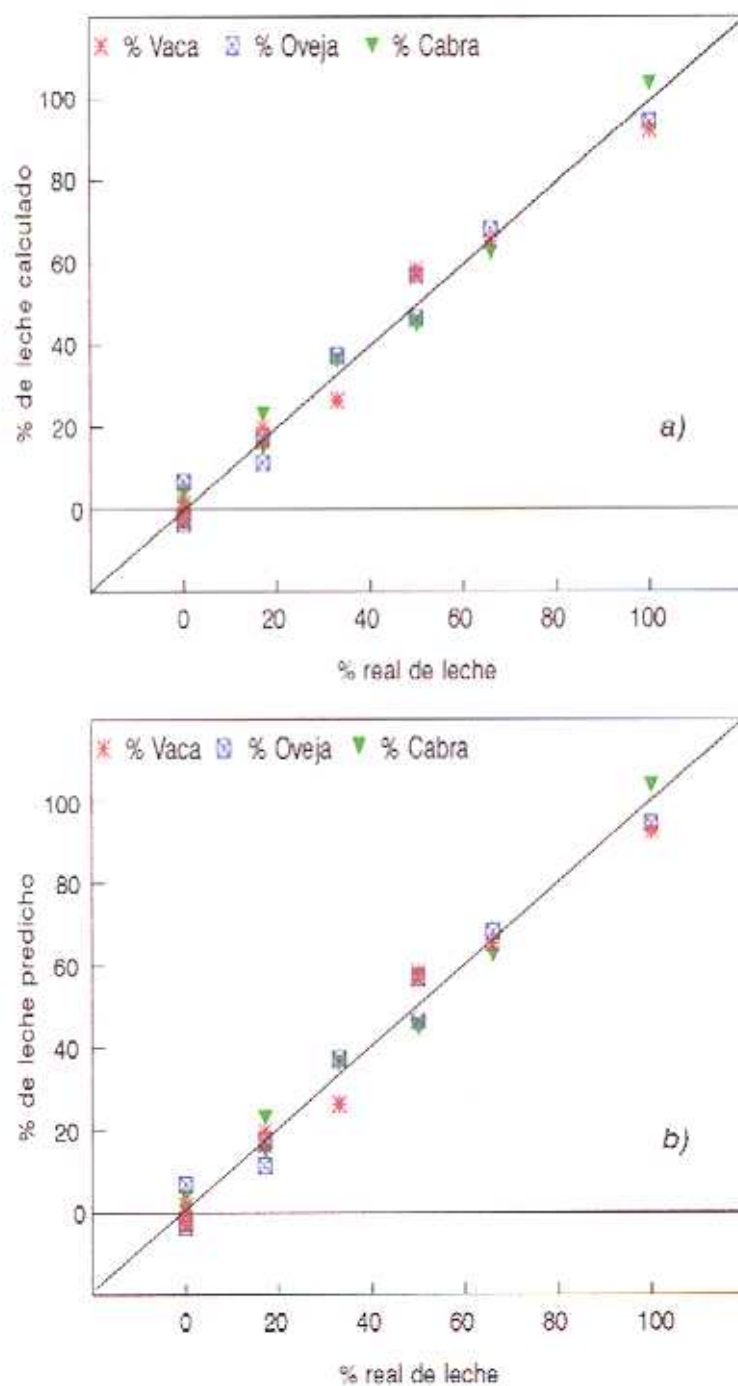 % Vaca % Oveja % Cabra
100
80
60
40
20
0
% de leche calculado
a)
0 20 40 60 80 100
% real de leche
% Vaca % Oveja % Cabra
100
80
60
40
20
0
% de leche predicho
b)
0 20 40 60 80 100
% real de leche